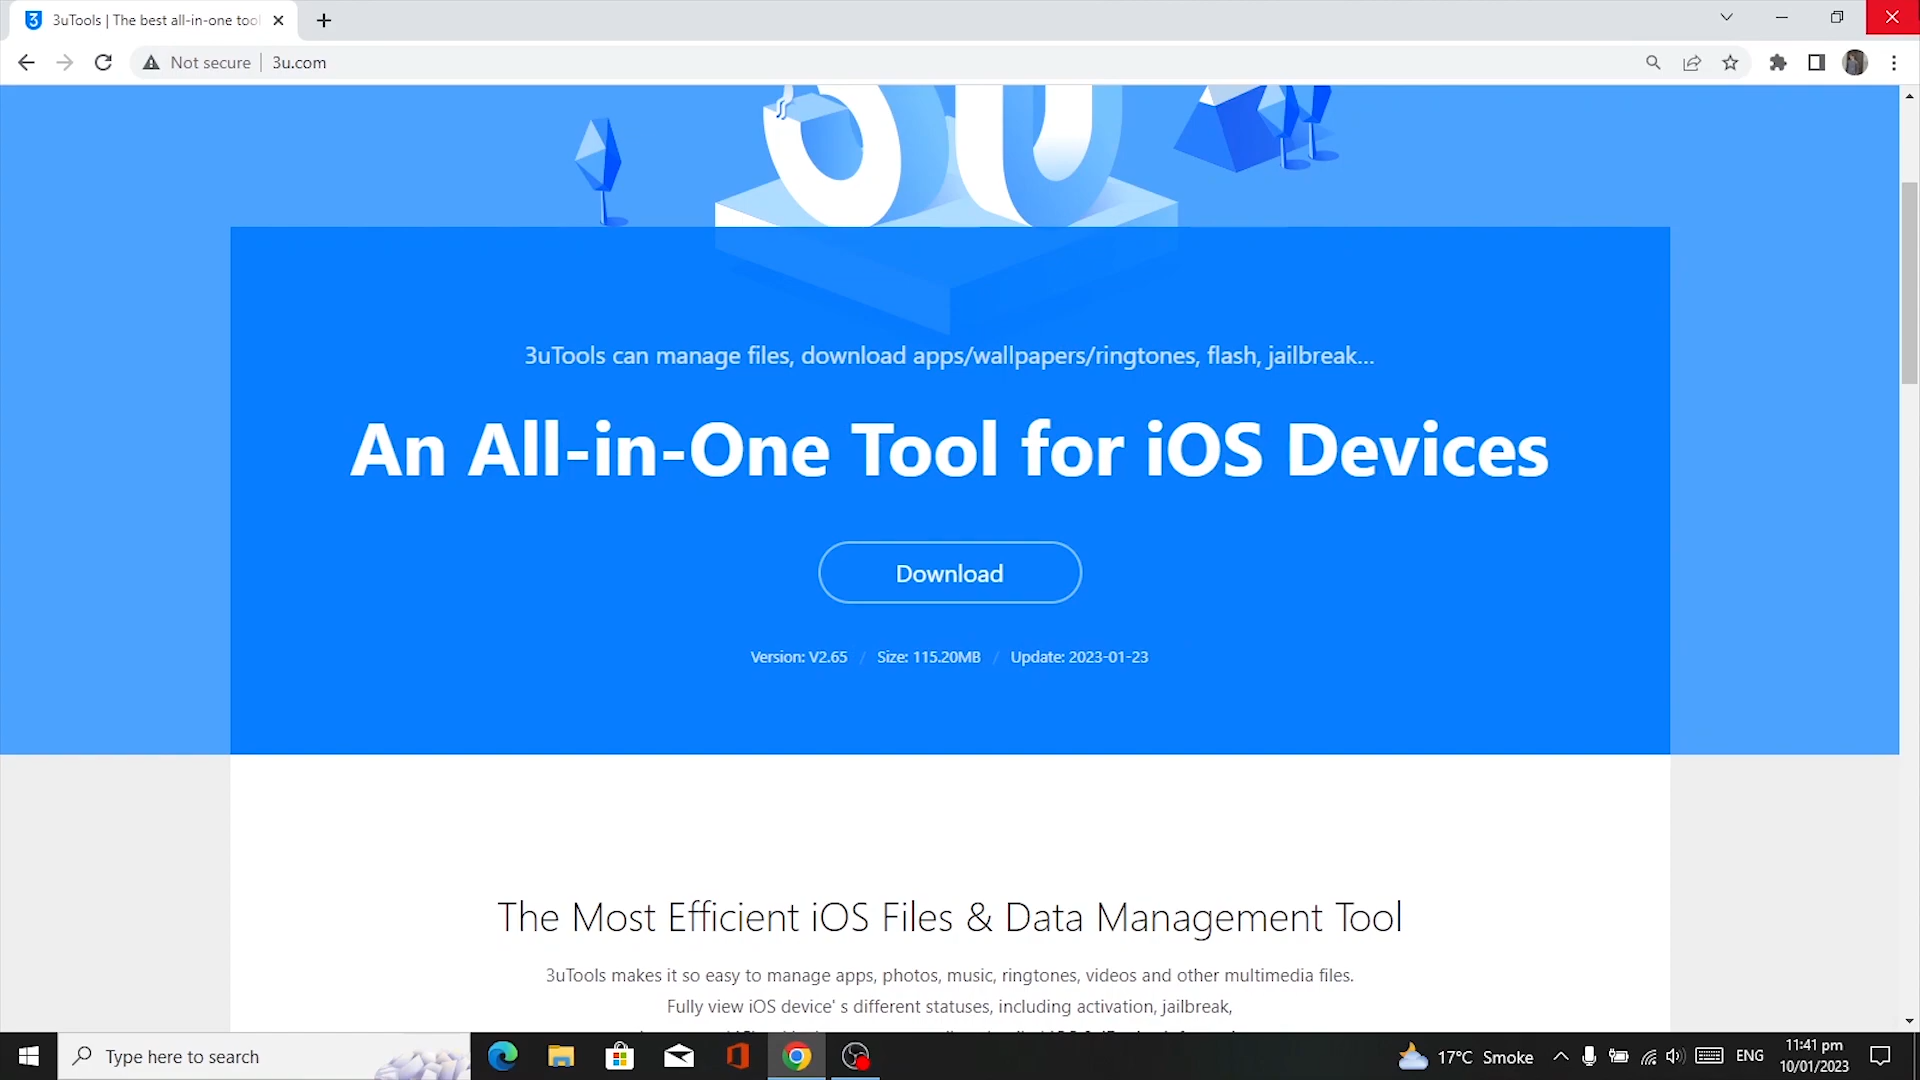 3uTools | The best all-in-one tool
Not secure
3u.com
3U
3uTools can manage files, download apps/wallpapers/ringtones, flash, jailbreak...
An All-in-One Tool for iOS Devices
Download
Version: V2.65 / Size: 115.20MB / Update: 2023-01-23
The Most Efficient iOS Files & Data Management Tool
3uTools makes it so easy to manage apps, photos, music, ringtones, videos and other multimedia files.
Fully view iOS device' s different statuses, including activation, jailbreak,
Type here to search
17°C Smoke
ENG
11:41 pm
10/01/2023